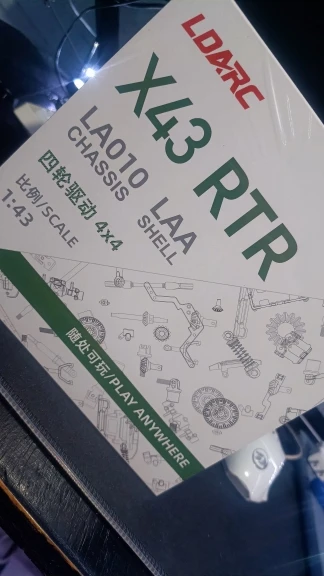 LDARC
X43 RTR
LA010 LAA
CHASSIS SHELL
四轮驱动 4x4
比例/SCALE
1:43
随处可玩/PLAY ANYWHERE